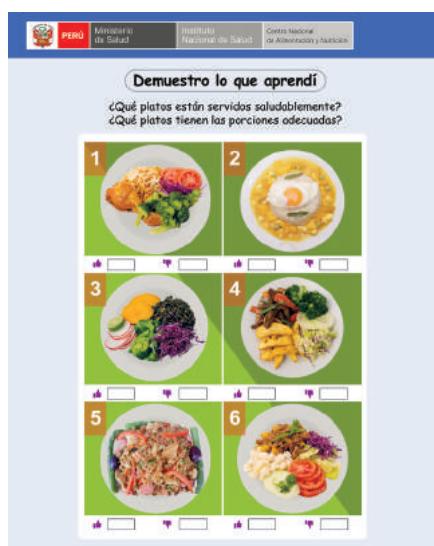 PERÚ
Ministerio
de Salud
Instituto
Nacional de Salud
Centro Nacional
de Alimentación y Nutrición
Demuestro lo que aprendí
¿Qué platos están servidos saludablemente?
¿Qué platos tienen las porciones adecuadas?
1
2
3
4
5
6